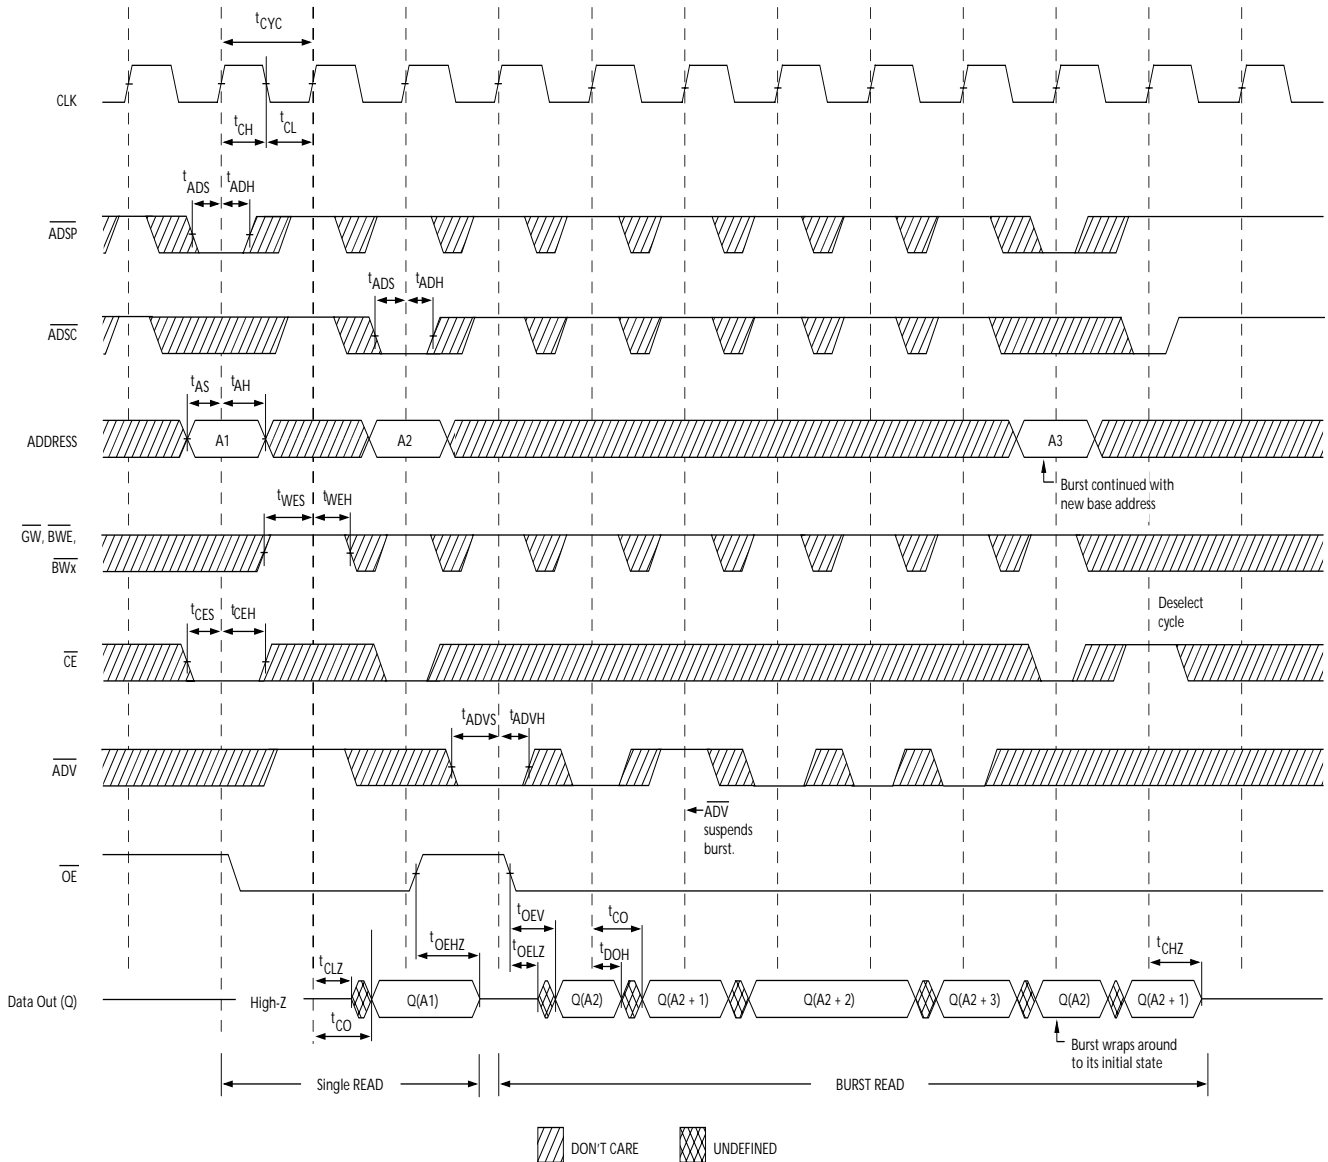 tCYC
CLK
tCH
tCL
tADS
tADH
ADSP
tADS
tADH
ADSC
tAS
tAH
ADDRESS
A1
A2
A3
Burst continued with
new base address
tWES
tWEH
GW, BWE,
BWx
Deselect
cycle
tCES
tCEH
CE
tADVS
tADVH
ADV
ADV
suspends
burst.
OE
tOEV
tCO
tOEHZ
tOELZ
tDOH
tCHZ
tCLZ
Data Out (Q)
High-Z
Q(A1)
Q(A2)
Q(A2 + 1)
Q(A2 + 2)
Q(A2 + 3)
Q(A2)
Q(A2 + 1)
tCO
Burst wraps around
to its initial state
Single READ
BURST READ
DON'T CARE
UNDEFINED